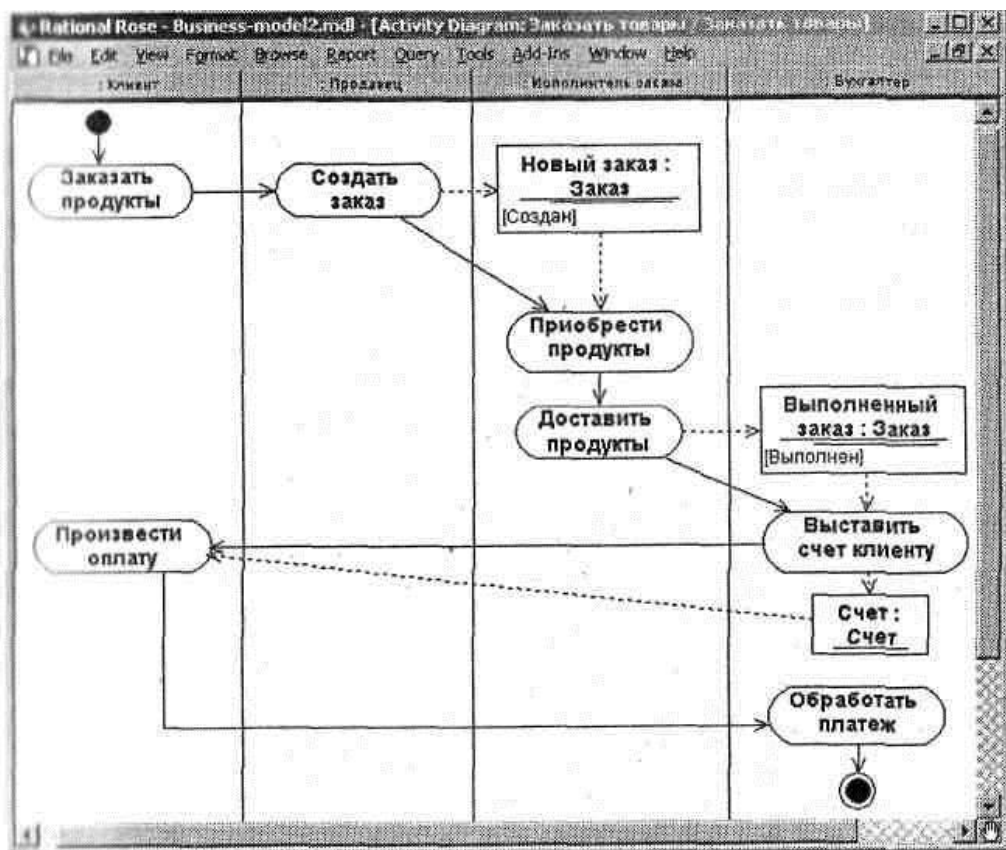 Rational Rose - Business-model2.mdl - [Activity Diagram: Заказать товары / Заказать товары]
File Edit View Format Browse Report Query Tools Add-Ins Window Help
: Клиент
: Продавец
: Исполнитель заказа
: Бухгалтер
Заказать
продукты
Создать
заказ
Новый заказ :
Заказ
[Создан]
Приобрести
продукты
Доставить
продукты
Выполненный
заказ : Заказ
[Выполнен]
Произвести
оплату
Выставить
счет клиенту
Счет :
Счет
Обработать
платеж